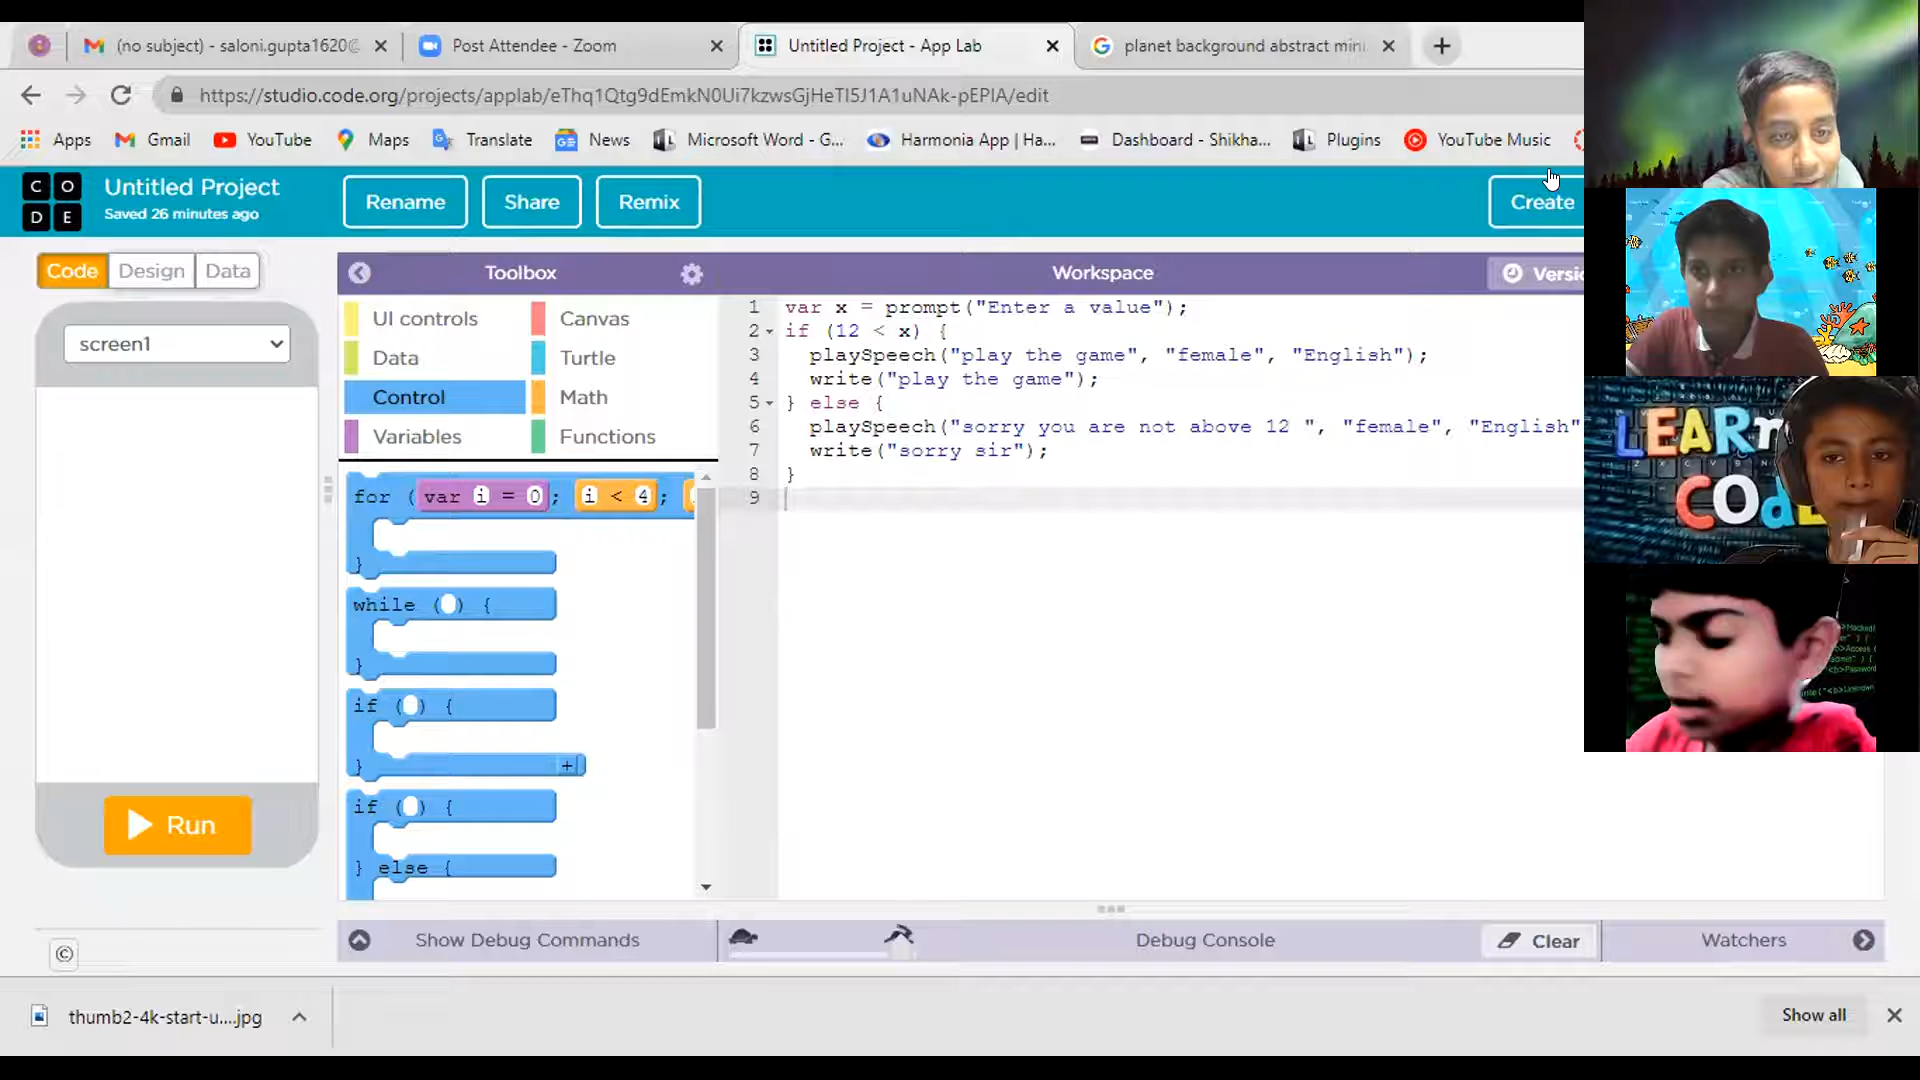 (no subject) - saloni.gupta1620@
Post Attendee - Zoom
Untitled Project - App Lab
planet background abstract mini
https://studio.code.org/projects/applab/eThq1Qtg9dEmkN0Ui7kzwsGjHeTI5J1A1uNAk-pEPIA/edit
Apps
Gmail
YouTube
Maps
Translate
News
Microsoft Word - G...
Harmonia App | Ha...
Dashboard - Shikha...
Plugins
YouTube Music
C O
D E
Untitled Project
Saved 26 minutes ago
Rename
Share
Remix
Create
Code
Design
Data
Toolbox
Workspace
Versio
screen1
UI controls
Canvas
Data
Turtle
Control
Math
Variables
Functions
for ( var i = 0 ; i < 4 ;
}
while ( ) {
}
if ( ) {
} +
if ( ) {
} else {
1 var x = prompt("Enter a value");
2 if (12 < x) {
3 playSpeech("play the game", "female", "English");
4 write("play the game");
5 } else {
6 playSpeech("sorry you are not above 12 ", "female", "English"
7 write("sorry sir");
8 }
9
Run
Show Debug Commands
Debug Console
Clear
Watchers
thumb2-4k-start-u....jpg
Show all
LEARN
COdE